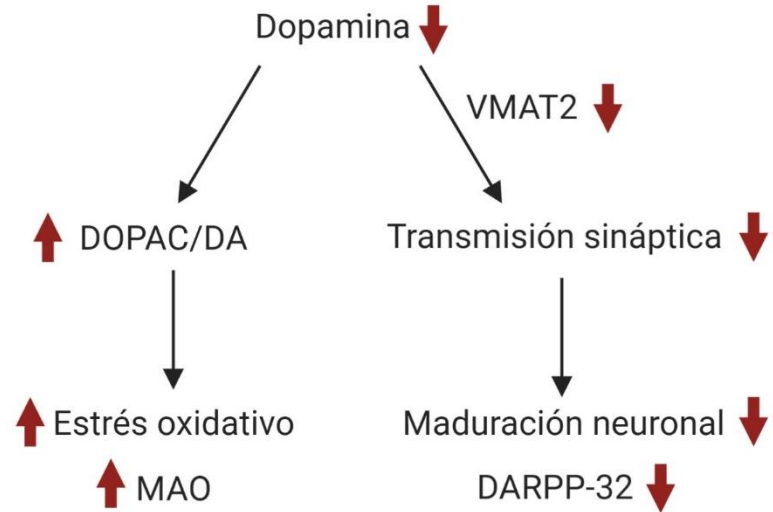 Dopamina
VMAT2
DOPAC/DA
Transmisión sináptica
Estrés oxidativo
Maduración neuronal
MAO
DARPP-32